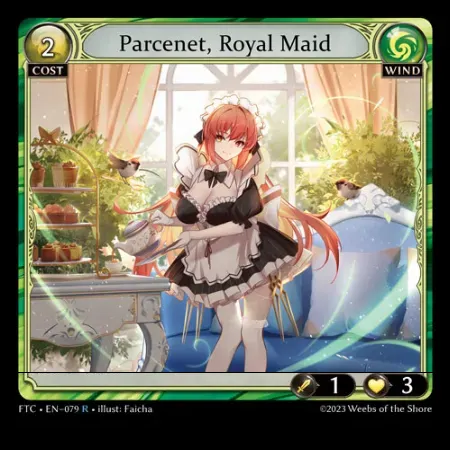 2
Parcenet, Royal Maid
COST
WIND
1
3
FTC • EN-079 R • illust: Faicha
©2023 Weebs of the Shore